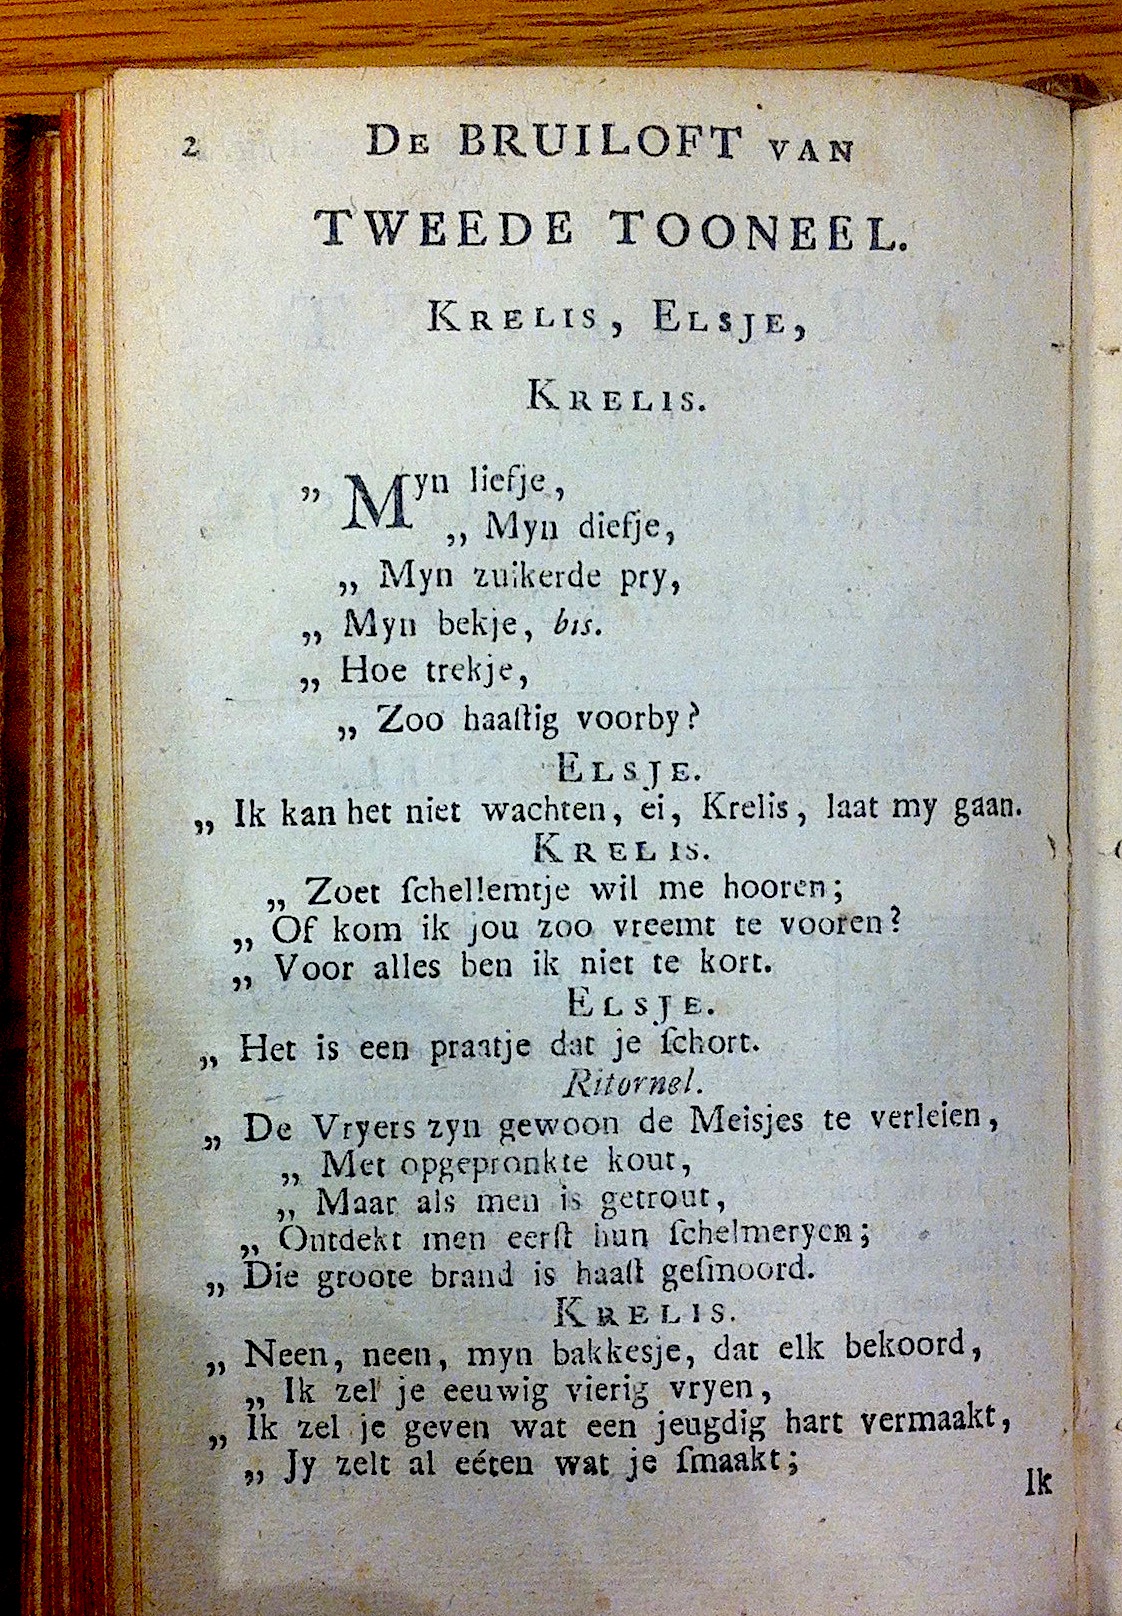 2 De BRUILOFT VAN
TWEEDE TOONEEL.
KRELIS, ELSJE,
KRELIS.
„ Myn liefje,
„ Myn diefje,
„ Myn zuikerde pry,
„ Myn bekje, bis.
„ Hoe trekje,
„ Zoo haaſtig voorby?
ELSJE.
„ Ik kan het niet wachten, ei, Krelis, laat my gaan.
KRELIS.
„ Zoet ſchellemtje wil me hooren;
„ Of kom ik jou zoo vreemt te vooren?
„ Voor alles ben ik niet te kort.
ELSJE.
„ Het is een praatje dat je ſchort.
Ritornel.
„ De Vryers zyn gewoon de Meisjes te verleien,
„ Met opgepronkte kout,
„ Maar als men is getrout,
„ Ontdekt men eerſt hun ſchelmeryen;
„ Die groote brand is haaſt geſmoord.
KRELIS.
„ Neen, neen, myn bakkesje, dat elk bekoord,
„ Ik zel je eeuwig vierig vryen,
„ Ik zel je geven wat een jeugdig hart vermaakt,
„ Jy zelt al eéten wat je ſmaakt;
Ik